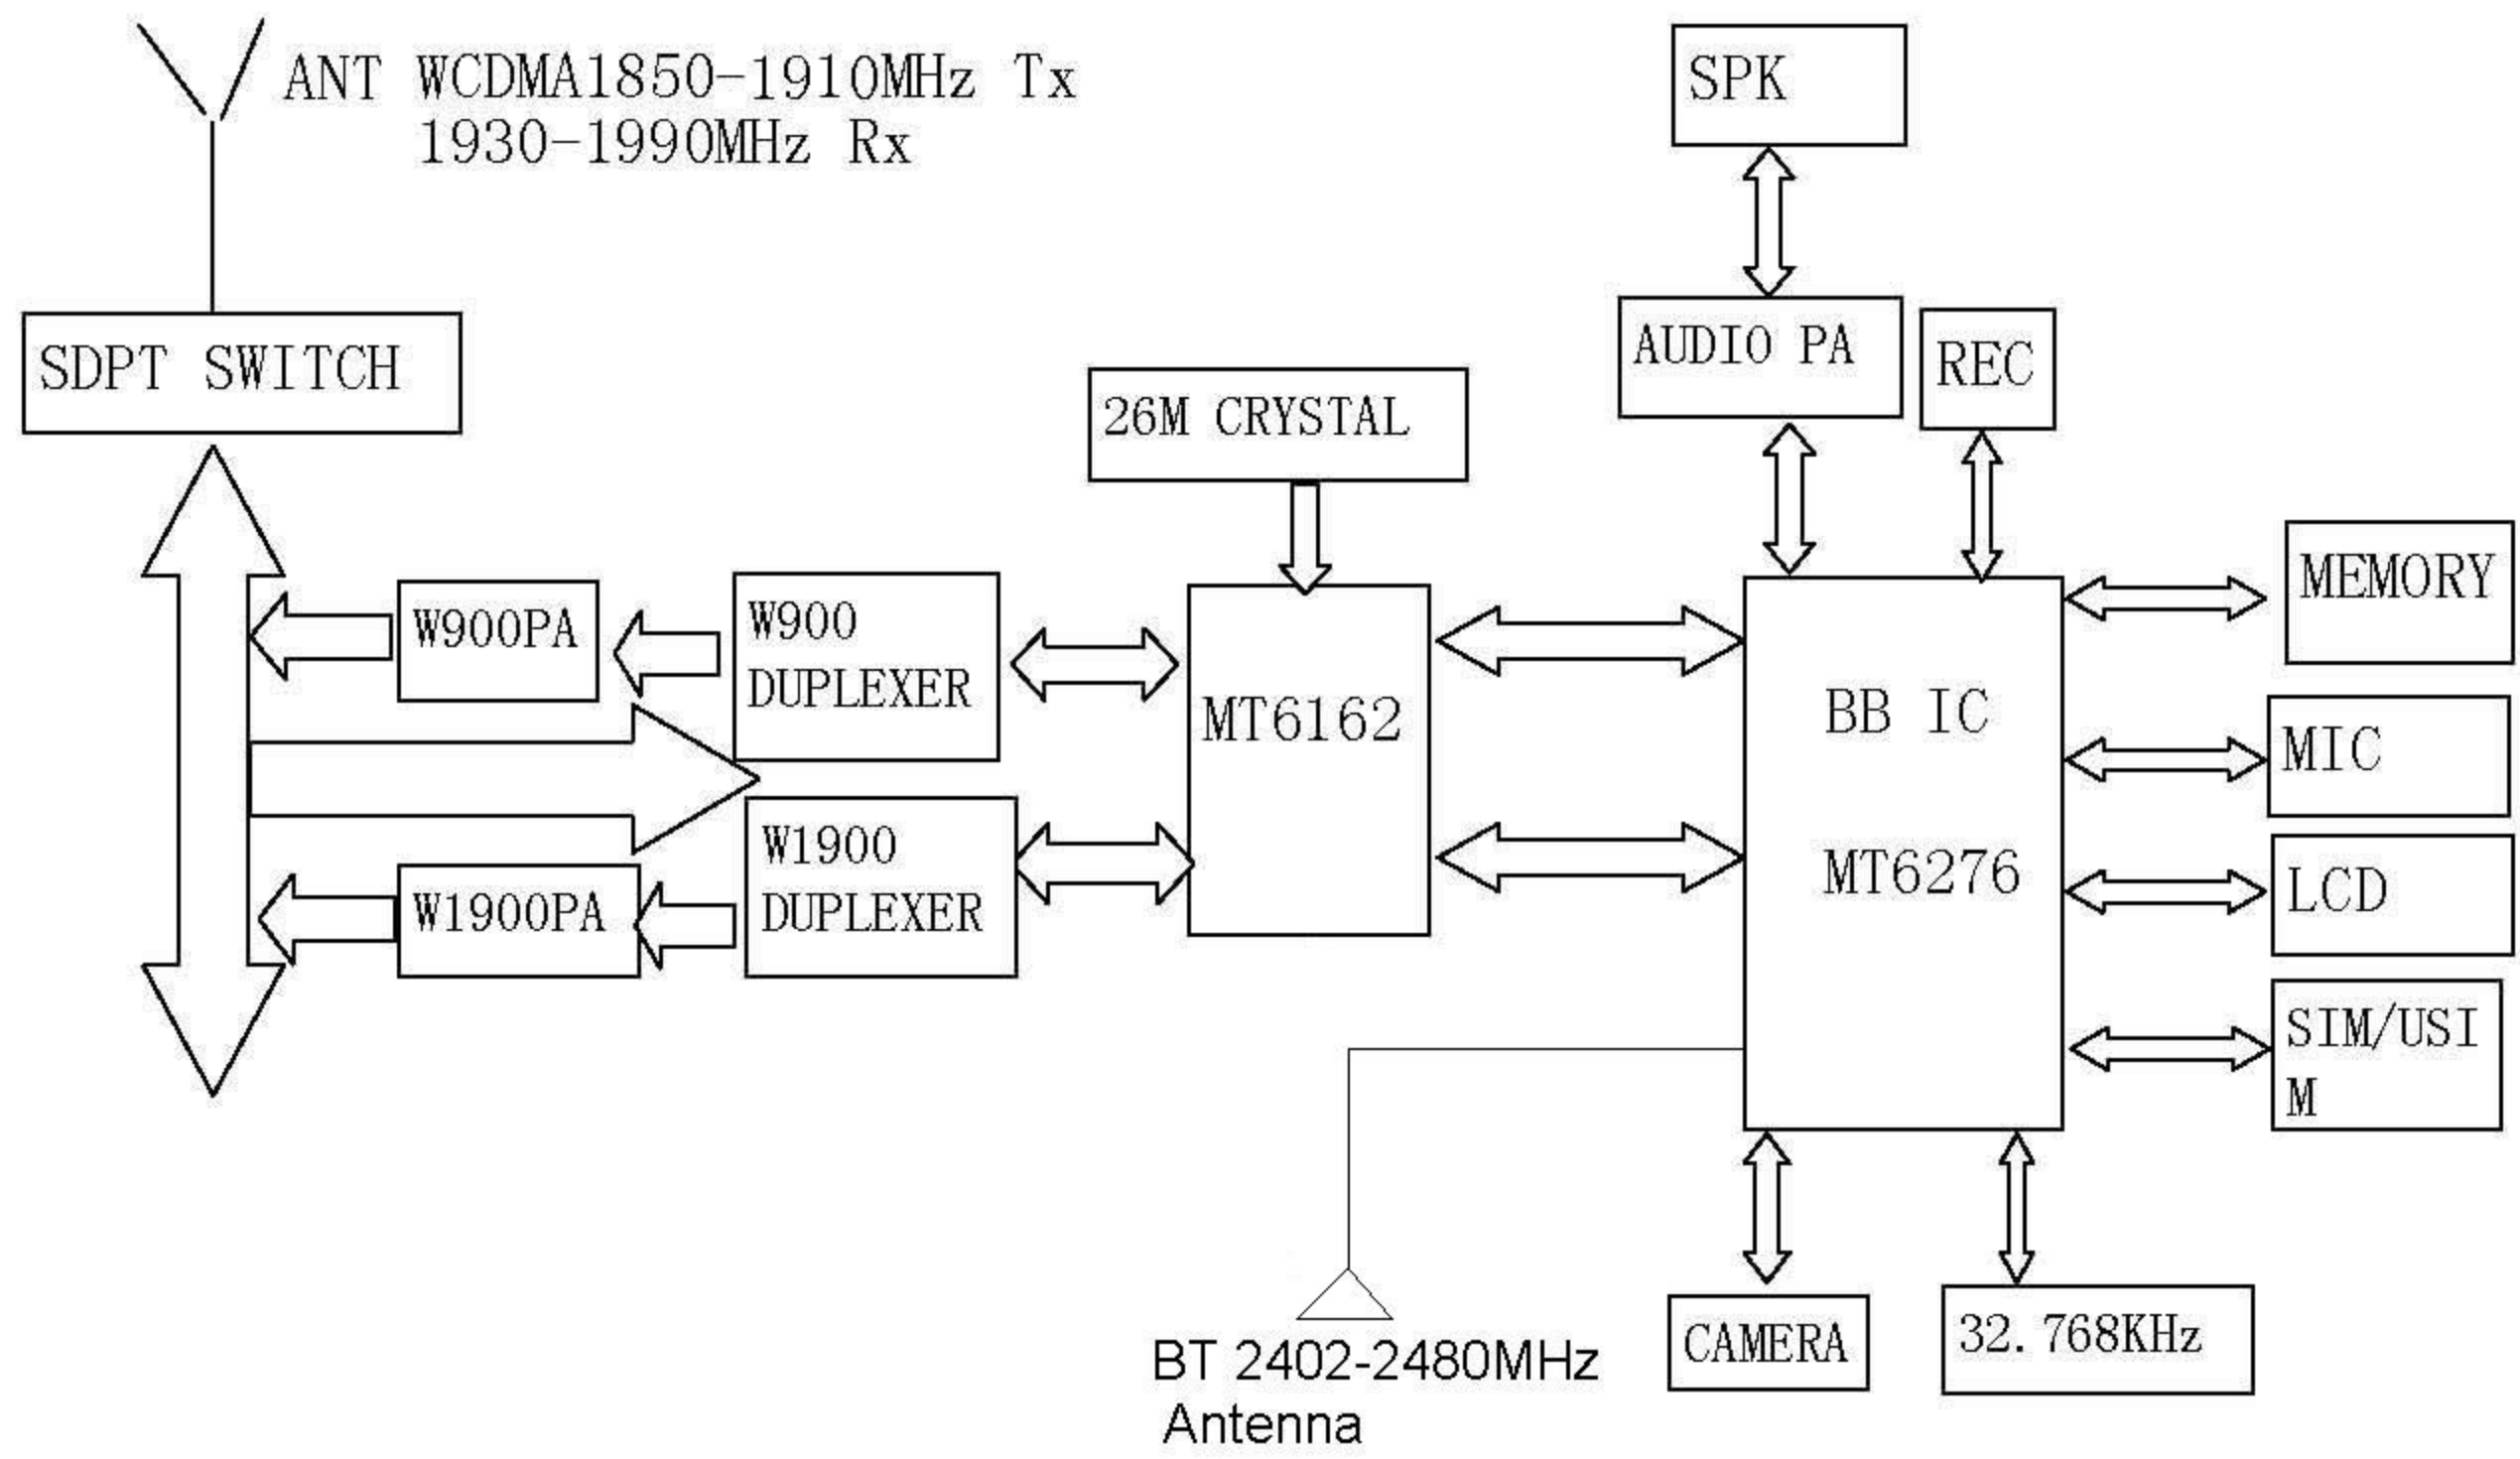 ANT WCDMA1850-1910MHz Tx
1930-1990MHz Rx
SPK
SDPT SWITCH
AUDIO PA
REC
26M CRYSTAL
W900PA
W900
DUPLEXER
MT6162
BB IC
MT6276
MEMORY
MIC
W1900PA
W1900
DUPLEXER
LCD
SIM/USI
M
BT 2402-2480MHz
Antenna
CAMERA
32.768KHz